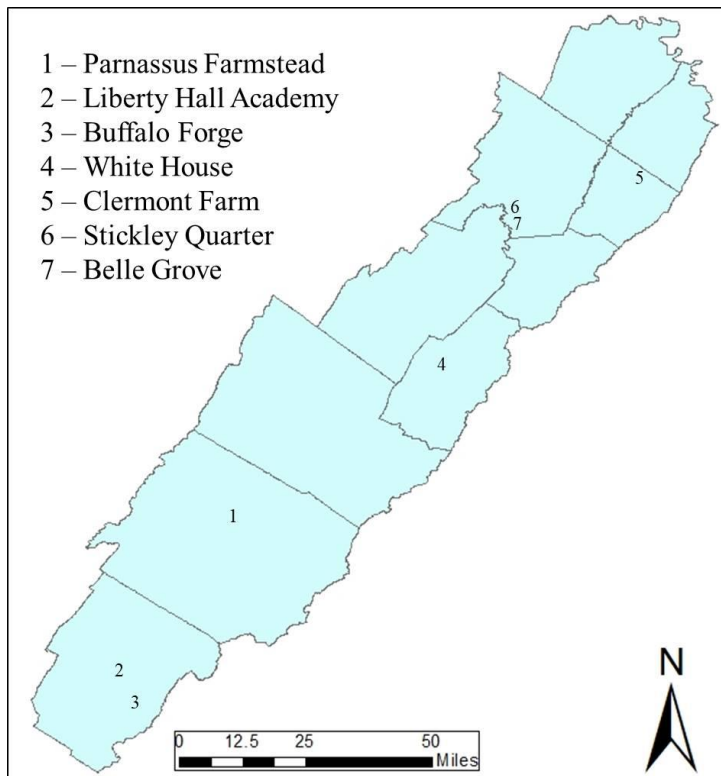 1 – Parnassus Farmstead
2 – Liberty Hall Academy
3 – Buffalo Forge
4 – White House
5 – Clermont Farm
6 – Stickley Quarter
7 – Belle Grove
5
6
7
4
1
2
3
N
0 12.5 25 50
Miles